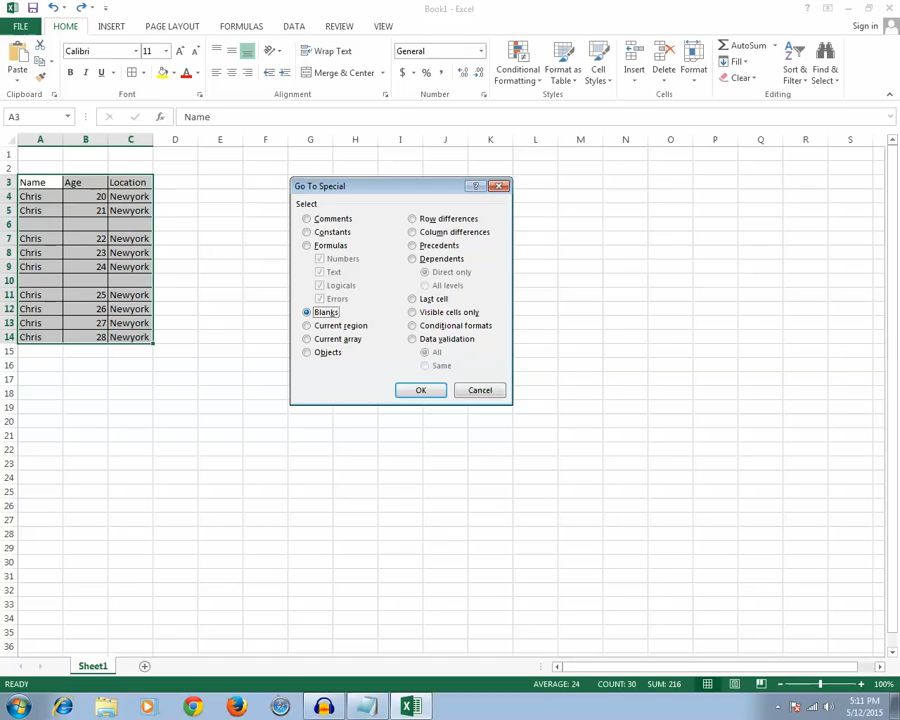 Book1 - Excel
FILE HOME INSERT PAGE LAYOUT FORMULAS DATA REVIEW VIEW Sign in
Paste
Clipboard
Calibri 11
B I U
Font
Wrap Text
Merge & Center
Alignment
General
$ % ,
Number
Conditional Formatting
Format as Table
Cell Styles
Styles
Insert Delete Format
Cells
AutoSum
Fill
Clear
Sort & Filter
Find & Select
Editing
A3 fx Name
A B C D E F G H I J K L M N O P Q R S
1
2
3 Name Age Location
4 Chris 20 Newyork
5 Chris 21 Newyork
6
7 Chris 22 Newyork
8 Chris 23 Newyork
9 Chris 24 Newyork
10
11 Chris 25 Newyork
12 Chris 26 Newyork
13 Chris 27 Newyork
14 Chris 28 Newyork
15
16
17
18
19
20
21
22
23
24
25
26
27
28
29
30
31
32
33
34
35
36
Go To Special
Select
Comments
Constants
Formulas
Numbers
Text
Logicals
Errors
Blanks
Current region
Current array
Objects
Row differences
Column differences
Precedents
Dependents
Direct only
All levels
Last cell
Visible cells only
Conditional formats
Data validation
All
Same
OK Cancel
Sheet1
READY AVERAGE: 24 COUNT: 30 SUM: 216 100%
5:11 PM
5/12/2015